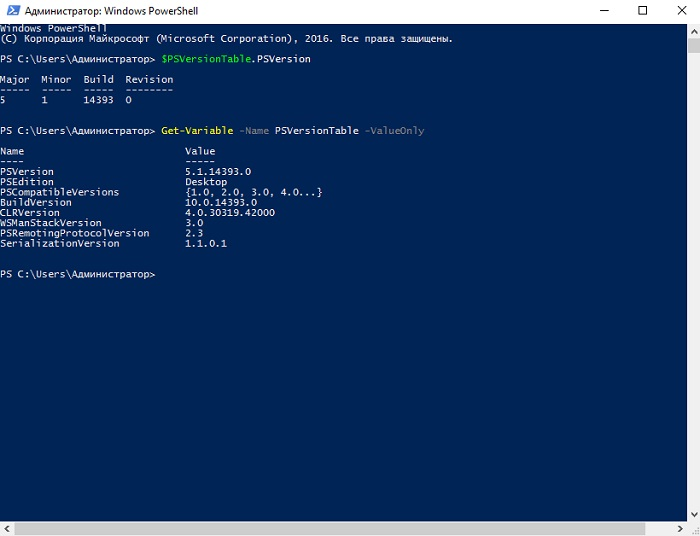 Администратор: Windows PowerShell
Windows PowerShell
(C) Корпорация Майкрософт (Microsoft Corporation), 2016. Все права защищены.
PS C:\Users\Администратор> $PSVersionTable.PSVersion
Major  Minor  Build  Revision
-----  -----  -----  --------
5      1      14393  0
PS C:\Users\Администратор> Get-Variable -Name PSVersionTable -ValueOnly
Name                           Value
----                           -----
PSVersion                      5.1.14393.0
PSEdition                      Desktop
PSCompatibleVersions           {1.0, 2.0, 3.0, 4.0...}
BuildVersion                   10.0.14393.0
CLRVersion                     4.0.30319.42000
WSManStackVersion              3.0
PSRemotingProtocolVersion      2.3
SerializationVersion           1.1.0.1
PS C:\Users\Администратор>